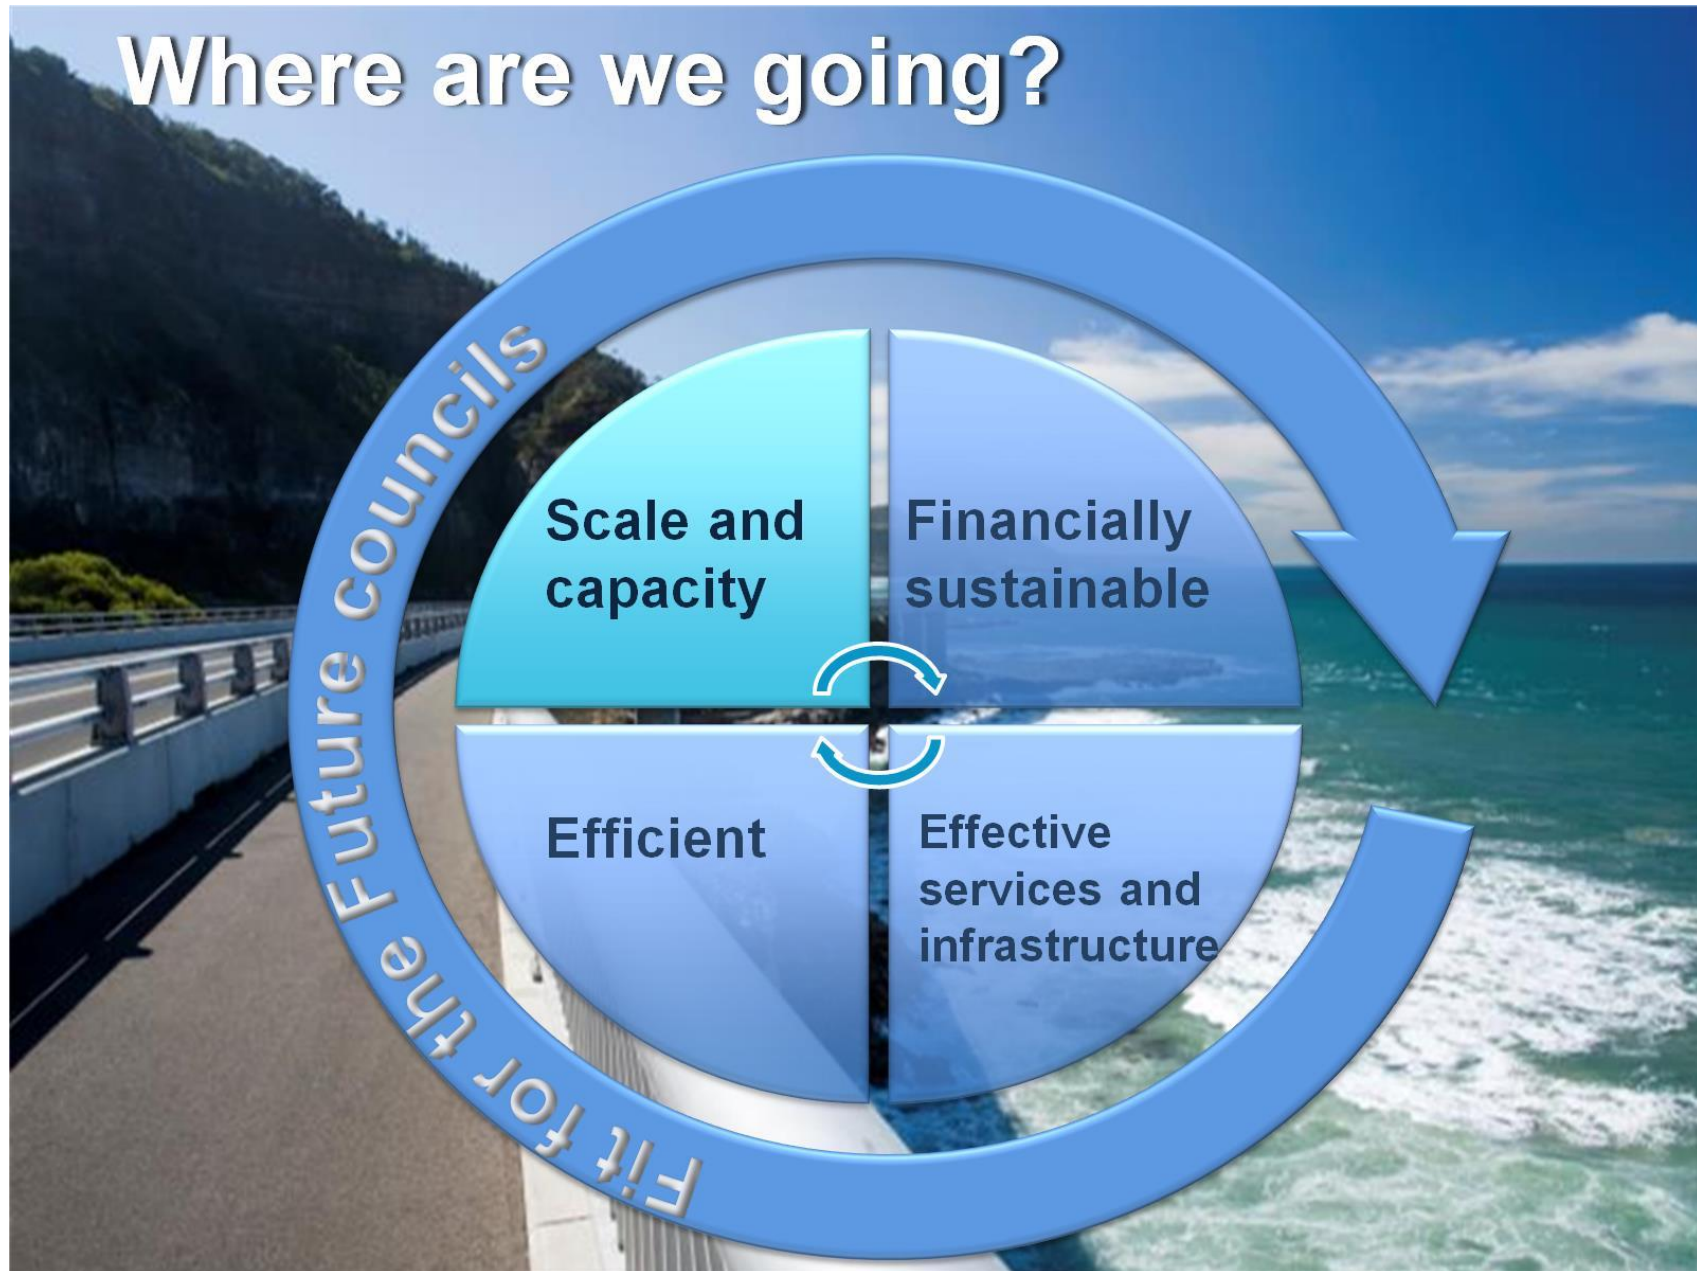 Where are we going?
Fit for the Future councils
Scale and
capacity
Financially
sustainable
Efficient
Effective
services and
infrastructure